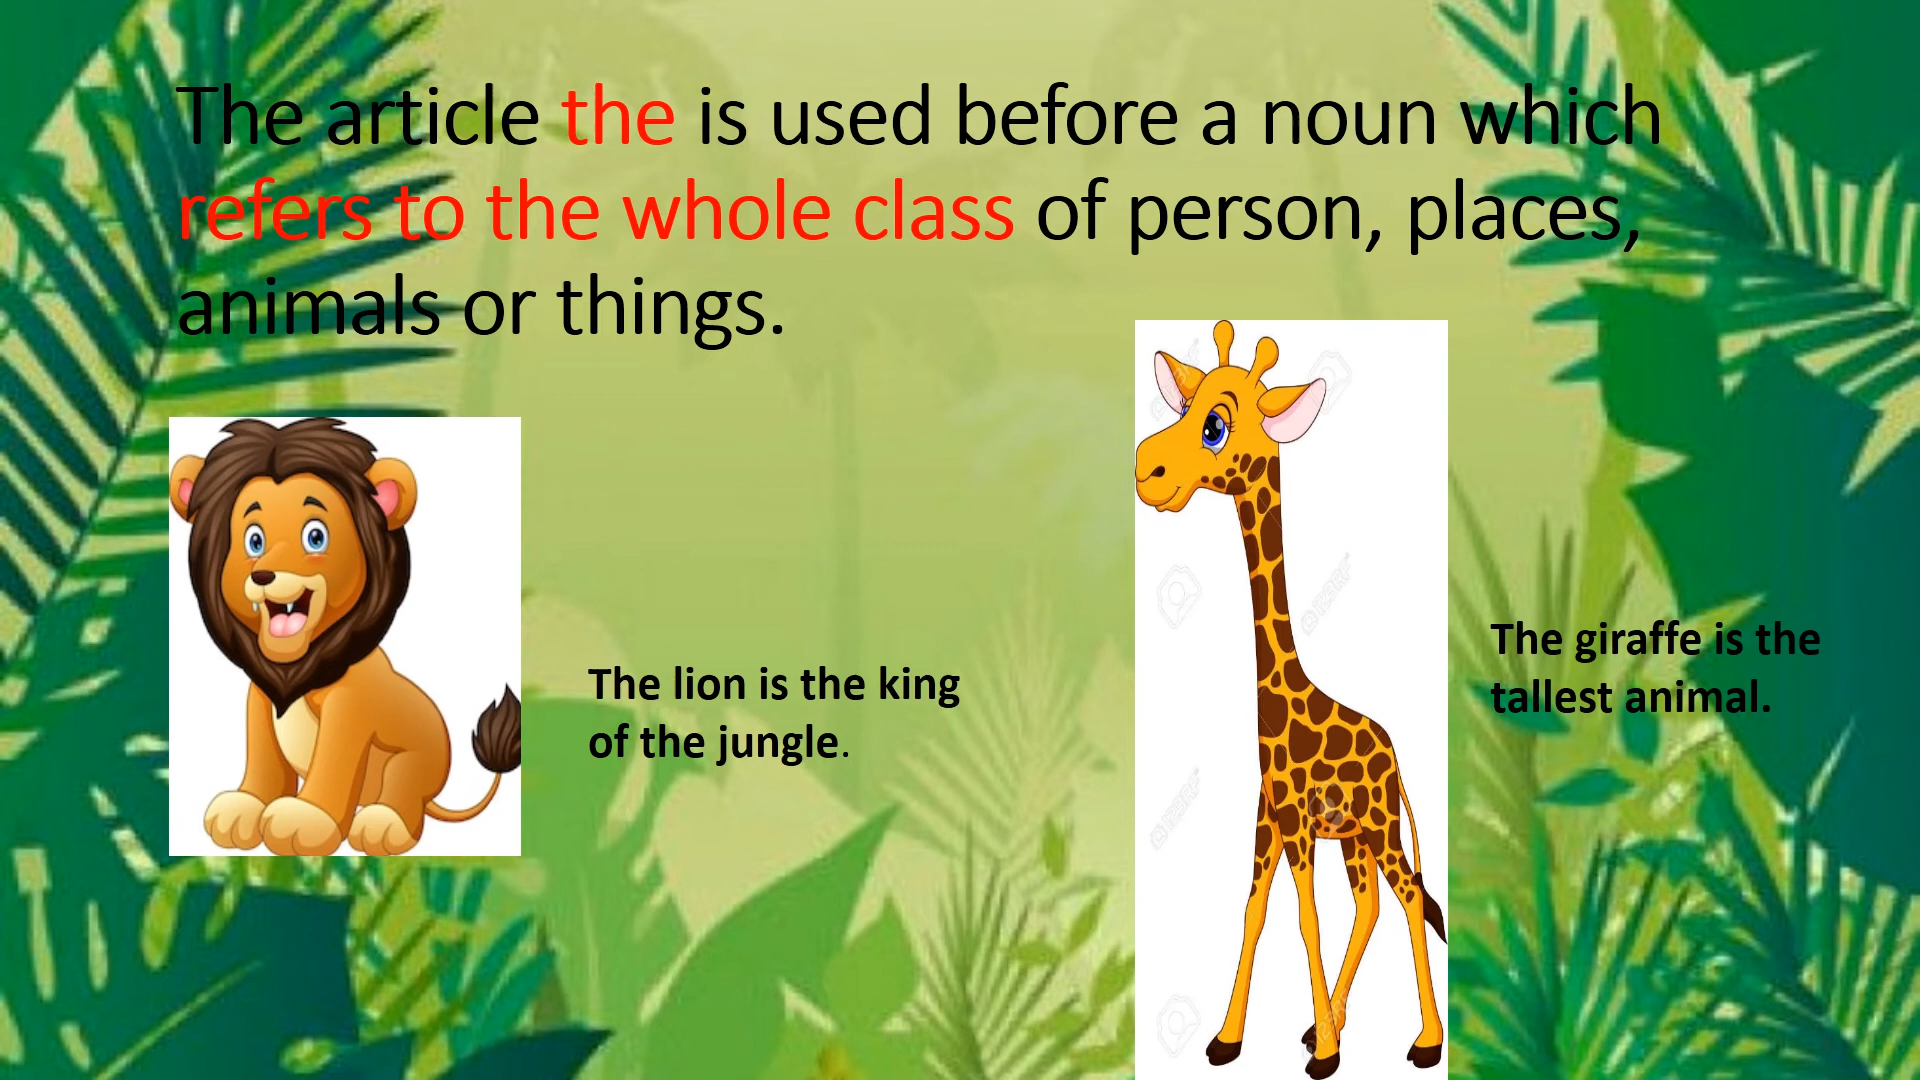 The article the is used before a noun which
refers to the whole class of person, places,
animals or things.
The lion is the king
of the jungle.
The giraffe is the
tallest animal.